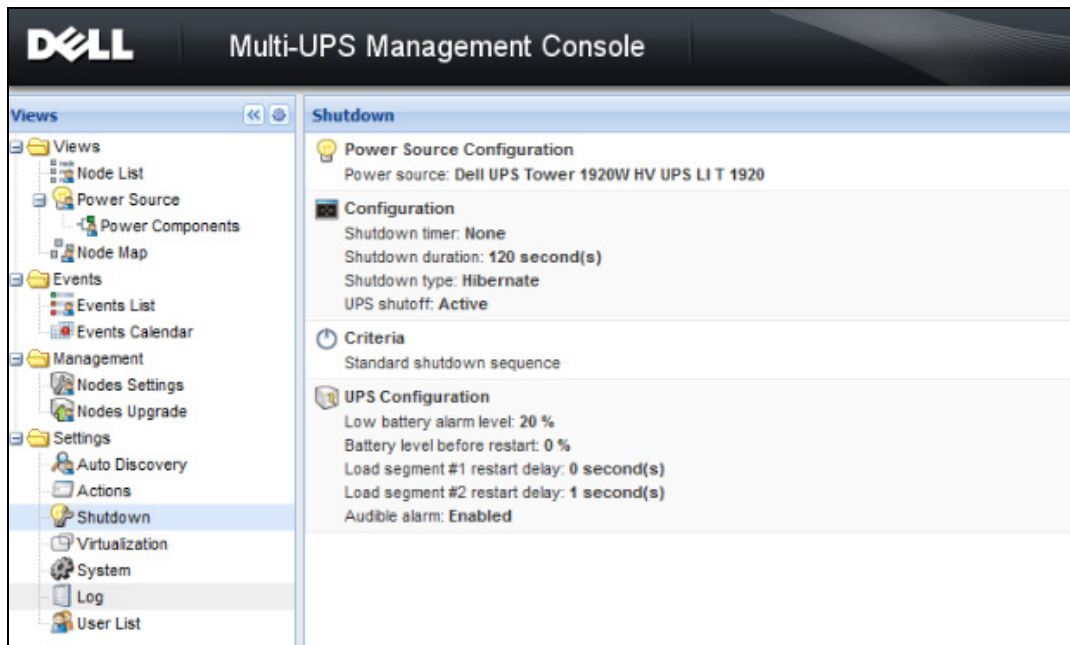 DELL
Multi-UPS Management Console
Views
Views
Node List
Power Source
Power Components
Node Map
Events
Events List
Events Calendar
Management
Nodes Settings
Nodes Upgrade
Settings
Auto Discovery
Actions
Shutdown
Virtualization
System
Log
User List
Shutdown
Power Source Configuration
Power source: Dell UPS Tower 1920W HV UPS LI T 1920
Configuration
Shutdown timer: None
Shutdown duration: 120 second(s)
Shutdown type: Hibernate
UPS shutoff: Active
Criteria
Standard shutdown sequence
UPS Configuration
Low battery alarm level: 20 %
Battery level before restart: 0 %
Load segment #1 restart delay: 0 second(s)
Load segment #2 restart delay: 1 second(s)
Audible alarm: Enabled